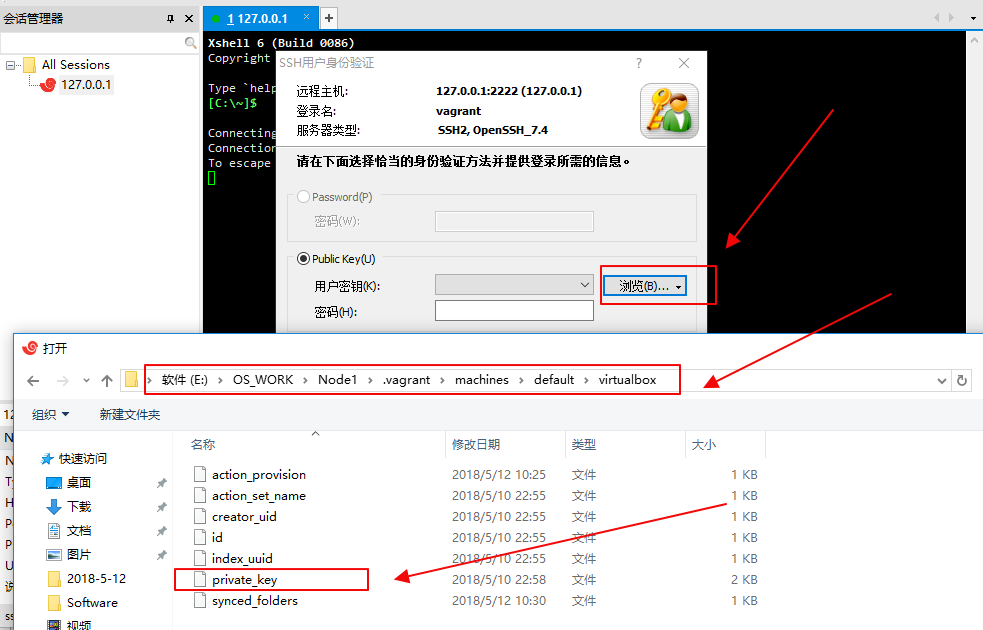 会话管理器
1 127.0.0.1
All Sessions
127.0.0.1
Xshell 6 (Build 0086)
Copyright
Type `help
[C:\~]$
Connecting
Connection
To escape
SSH用户身份验证
远程主机: 127.0.0.1:2222 (127.0.0.1)
登录名: vagrant
服务器类型: SSH2, OpenSSH_7.4
请在下面选择恰当的身份验证方法并提供登录所需的信息。
Password(P)
密码(W):
Public Key(U)
用户密钥(K): 浏览(B)...
密码(H):
打开
软件 (E:) › OS_WORK › Node1 › .vagrant › machines › default › virtualbox
组织 新建文件夹
名称 修改日期 类型 大小
快速访问
桌面
下载
文档
图片
2018-5-12
Software
视频
action_provision 2018/5/12 10:25 文件 1 KB
action_set_name 2018/5/10 22:55 文件 1 KB
creator_uid 2018/5/10 22:55 文件 1 KB
id 2018/5/10 22:55 文件 1 KB
index_uuid 2018/5/10 22:55 文件 1 KB
private_key 2018/5/10 22:58 文件 2 KB
synced_folders 2018/5/12 10:30 文件 1 KB